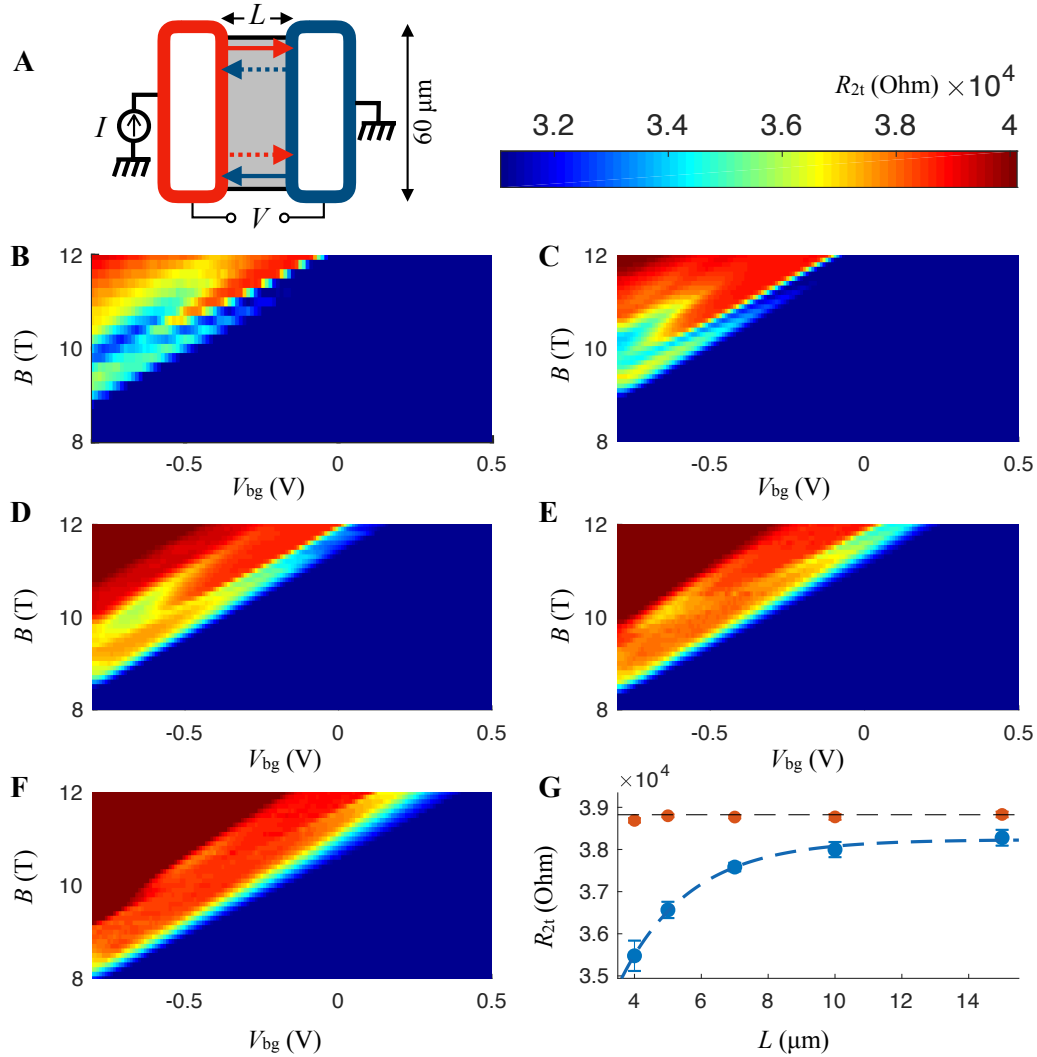 A
L
I
V
60 μm
R2t (Ohm) ×10⁴
3.2 3.4 3.6 3.8 4
B
12
10
8
B (T)
-0.5 0 0.5
Vbg (V)
C
12
10
8
B (T)
-0.5 0 0.5
Vbg (V)
D
12
10
8
B (T)
-0.5 0 0.5
Vbg (V)
E
12
10
8
B (T)
-0.5 0 0.5
Vbg (V)
F
12
10
8
B (T)
-0.5 0 0.5
Vbg (V)
G
×10⁴
3.9
3.8
3.7
3.6
3.5
R2t (Ohm)
4 6 8 10 12 14
L (μm)